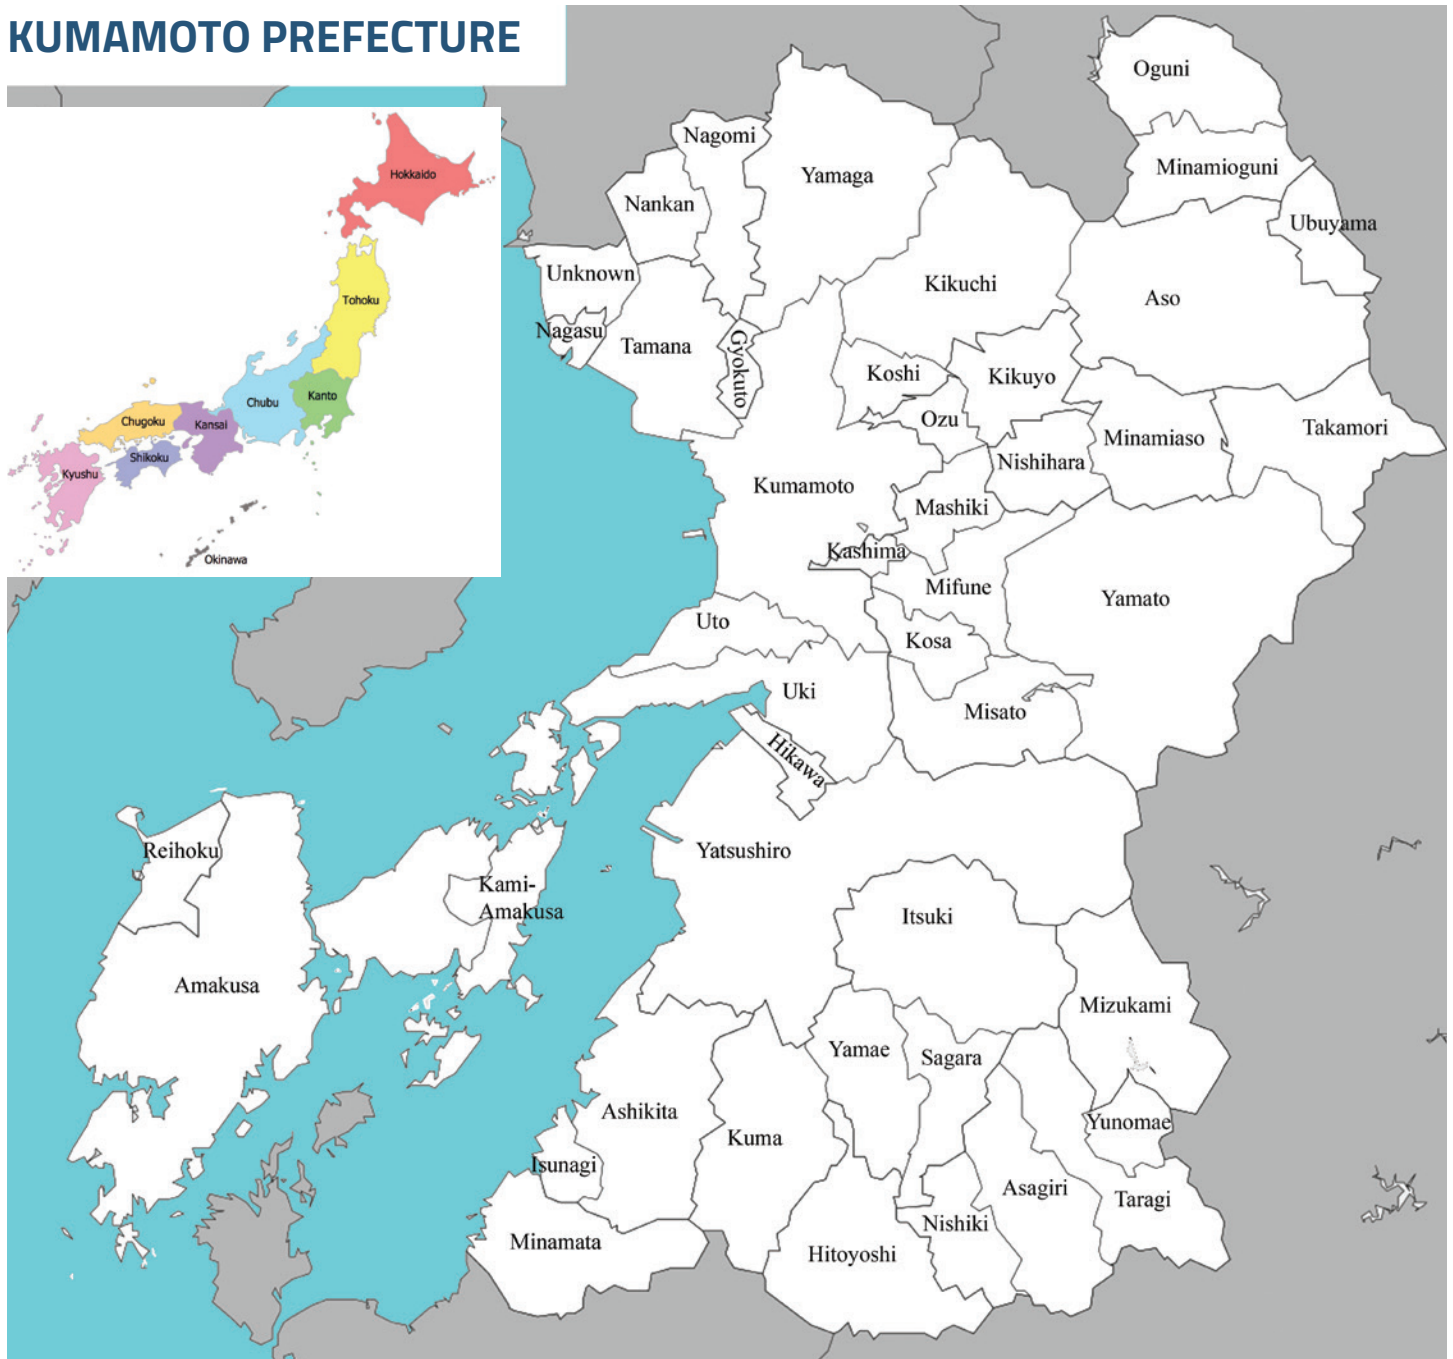 KUMAMOTO PREFECTURE
Hokkaido
Tohoku
Kanto
Chubu
Kansai
Chugoku
Shikoku
Kyushu
Okinawa
Oguni
Nagomi
Minamioguni
Yamaga
Nankan
Ubuyama
Unknown
Kikuchi
Aso
Nagasu
Tamana
Gyokuto
Koshi
Kikuyo
Ozu
Takamori
Minamiaso
Nishihara
Kumamoto
Mashiki
Kashima
Mifune
Yamato
Uto
Kosa
Uki
Misato
Hikawa
Reihoku
Yatsushiro
Kami-
Amakusa
Itsuki
Amakusa
Mizukami
Yamae
Sagara
Ashikita
Yunomae
Kuma
Isunagi
Asagiri
Taragi
Nishiki
Minamata
Hitoyoshi